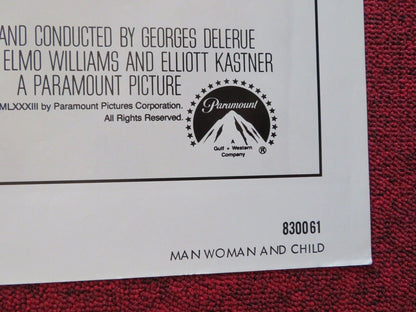 AND CONDUCTED BY GEORGES DELERUE
ELMO WILLIAMS AND ELLIOTT KASTNER
A PARAMOUNT PICTURE
MLXXXIII by Paramount Pictures Corporation.
All Rights Reserved.
Paramount
A
Gulf + Western
Company
®
830061
MAN WOMAN AND CHILD